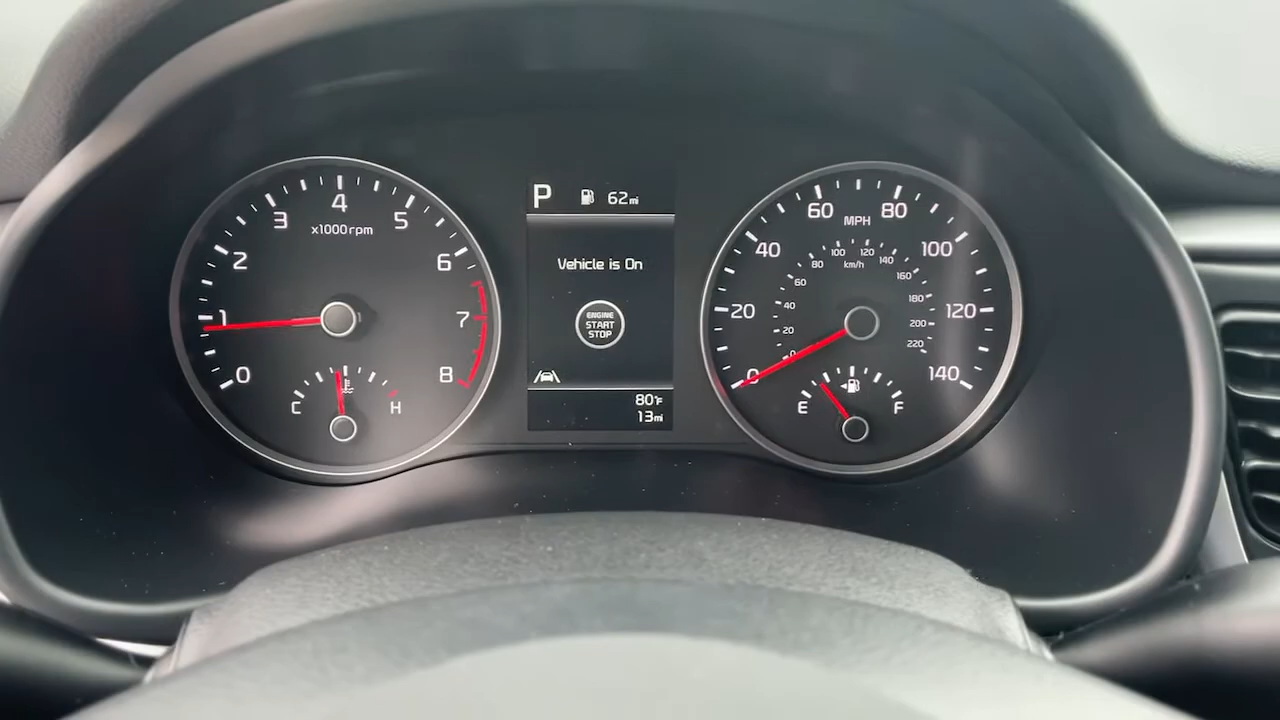 0 1 2 3 4 5 6 7 8
x1000rpm
C H
P 62mi
Vehicle is On
ENGINE
START
STOP
80°F
13mi
0 20 40 60 80 100 120 140
MPH
0 20 40 60 80 100 120 140 160 180 200 220
km/h
E F